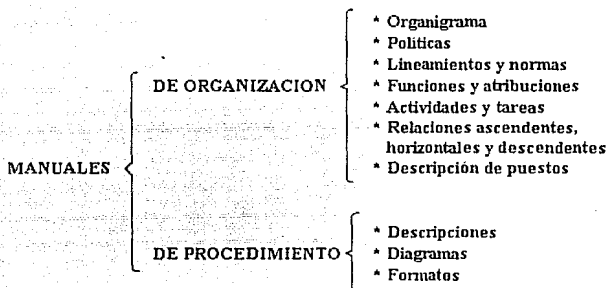 MANUALES
DE ORGANIZACION
* Organigrama
* Politicas
* Lineamientos y normas
* Funciones y atribuciones
* Actividades y tareas
* Relaciones ascendentes,
horizontales y descendentes
* Descripción de puestos
DE PROCEDIMIENTO
* Descripciones
* Diagramas
* Formatos